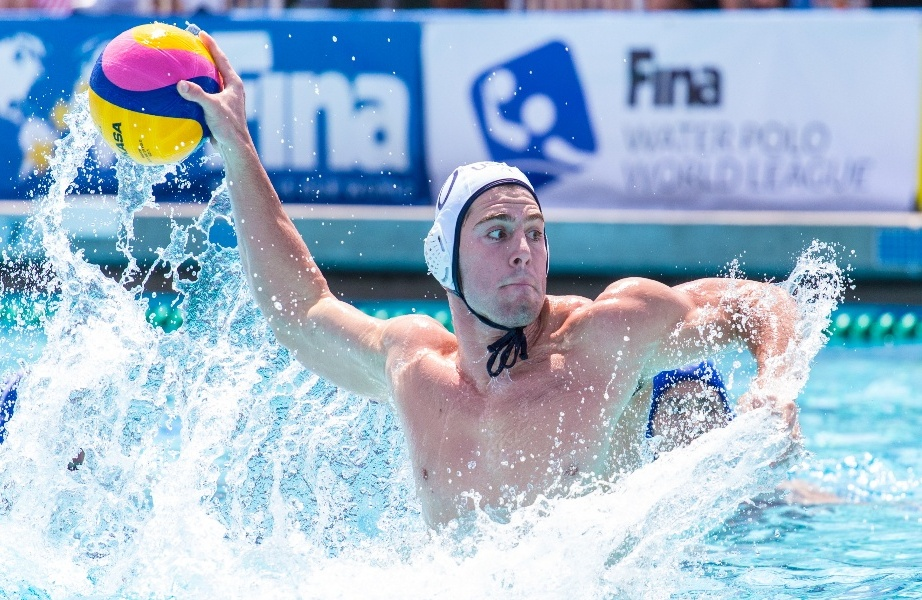 Fina
Fina
WATER POLO
WORLD LEAGUE